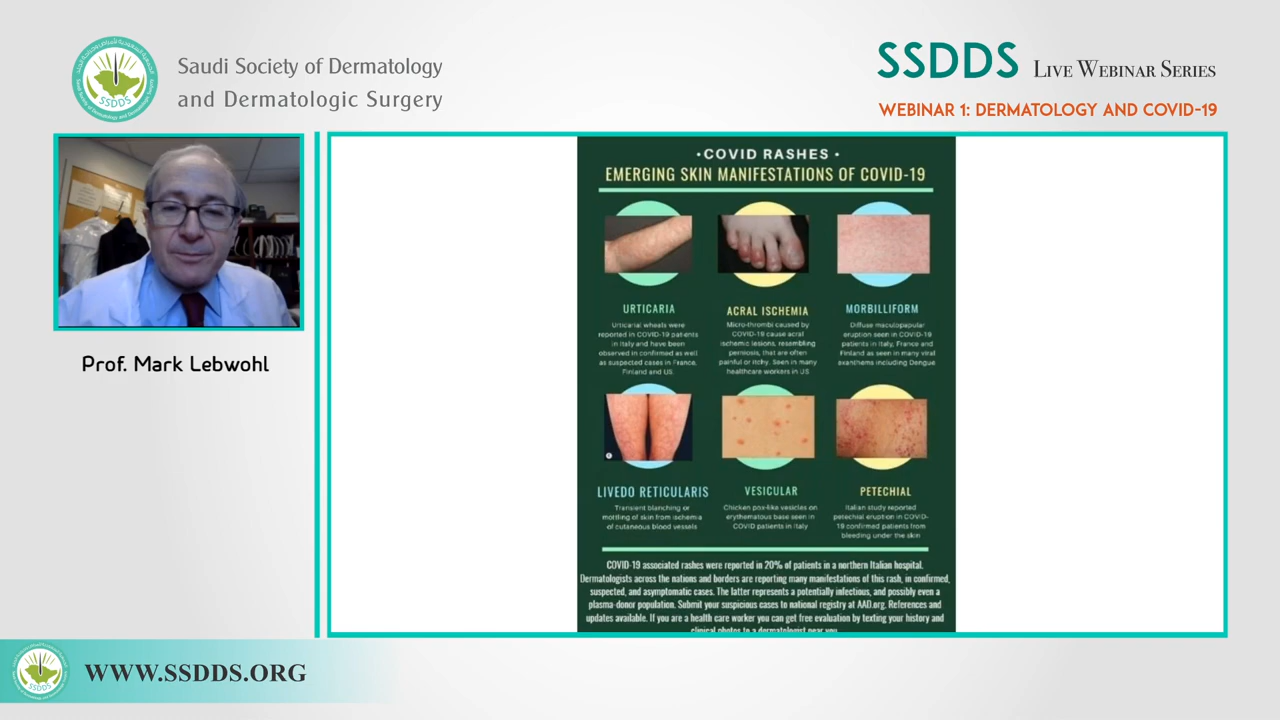 Saudi Society of Dermatology
and Dermatologic Surgery
SSDDS
SSDDS LIVE WEBINAR SERIES
WEBINAR 1: DERMATOLOGY AND COVID-19
Prof. Mark Lebwohl
•COVID RASHES•
EMERGING SKIN MANIFESTATIONS OF COVID-19
URTICARIA
Urticarial wheals were
reported in COVID-19 patients
in Italy and have been
observed in confirmed as well
as suspected cases in France,
Finland and US.
ACRAL ISCHEMIA
Micro-thrombi caused by
COVID-19 cause acral
ischemic lesions, resembling
perniosis, that are often
painful or itchy. Seen in many
healthcare workers in US
MORBILLIFORM
Diffuse maculopapular
eruption seen in COVID-19
patients in Italy, France and
Finland as seen in many viral
exanthems including Dengue
LIVEDO RETICULARIS
Transient blanching or
mottling of skin from ischemia
of cutaneous blood vessels
VESICULAR
Chicken pox-like vesicles on
erythematous base seen in
COVID patients in Italy
PETECHIAL
Italian study reported
petechial eruption in COVID-
19 confirmed patients from
bleeding under the skin
COVID-19 associated rashes were reported in 20% of patients in a northern Italian hospital.
Dermatologists across the nations and borders are reporting many manifestations of this rash, in confirmed,
suspected, and asymptomatic cases. The latter represents a potentially infectious, and possibly even a
plasma-donor population. Submit your suspicious cases to national registry at AAD.org. References and
updates available. If you are a health care worker you can get free evaluation by texting your history and
clinical photos to a dermatologist near you
SSDDS
WWW.SSDDS.ORG